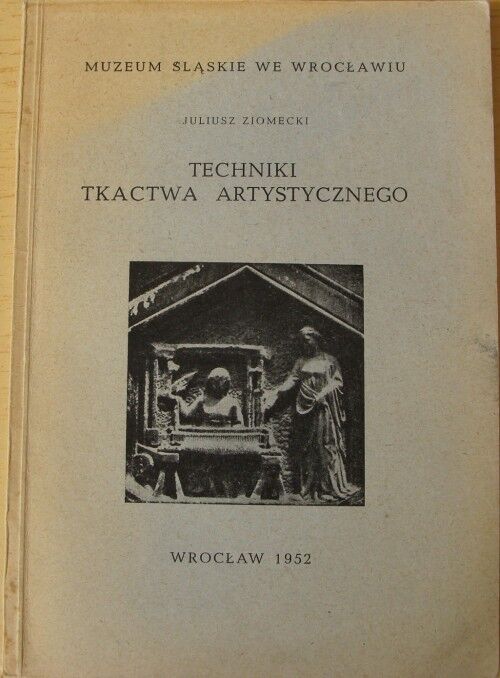 MUZEUM ŚLĄSKIE WE WROCŁAWIU
JULIUSZ ZIOMECKI
TECHNIKI
TKACTWA ARTYSTYCZNEGO
WROCŁAW 1952